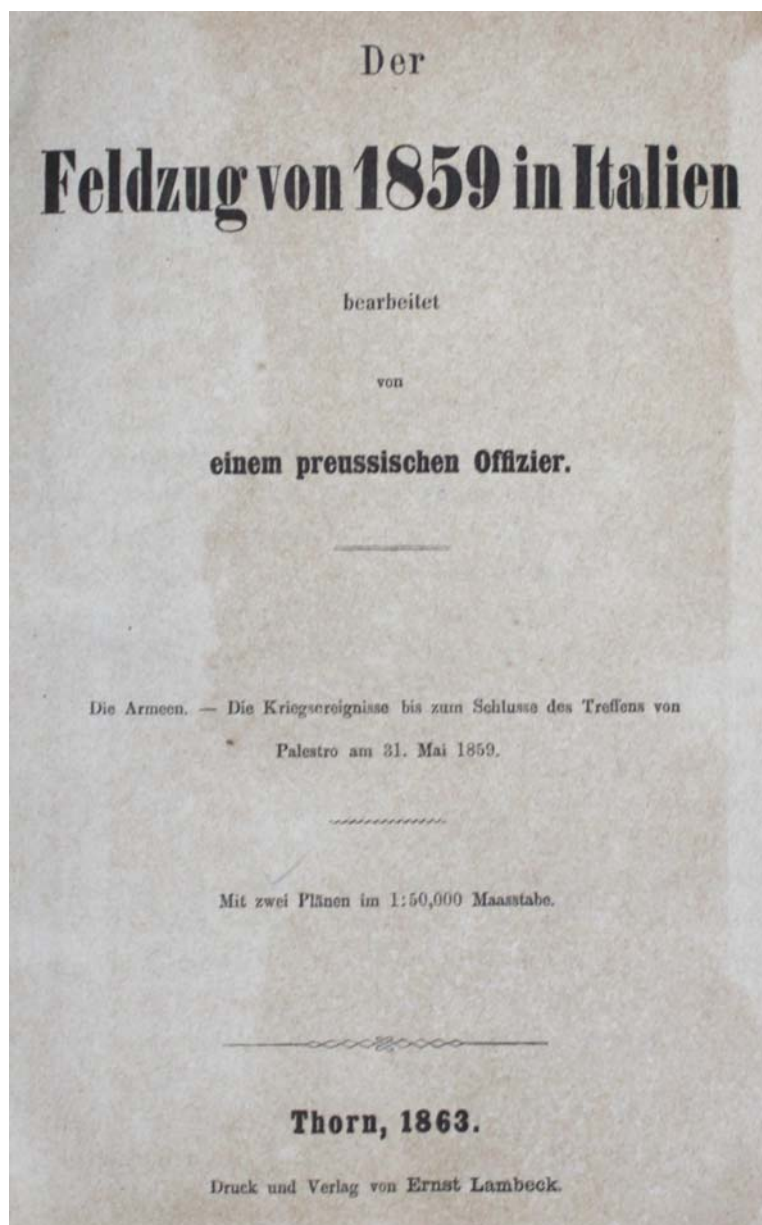 Der
Feldzug von 1859 in Italien
bearbeitet
von
einem preussischen Offizier.
Die Armeen. — Die Kriegsereignisse bis zum Schlusse des Treffens von
Palestro am 31. Mai 1859.
Mit zwei Plänen im 1:50,000 Maasstabe.
Thorn, 1863.
Druck und Verlag von Ernst Lambeck.